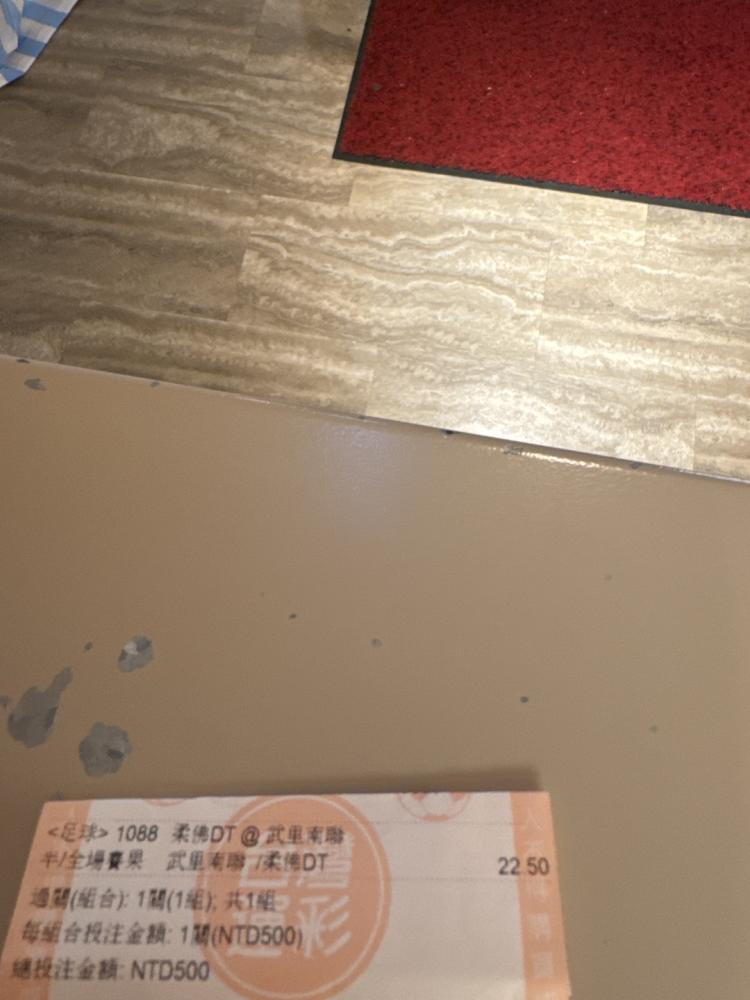 <足球> 1088 柔佛DT @ 武里南聯
半/全場賽果 武里南聯 /柔佛DT 22.50
過關(組合): 1關(1組); 共1組
每組合投注金額: 1關(NTD500)
總投注金額: NTD500